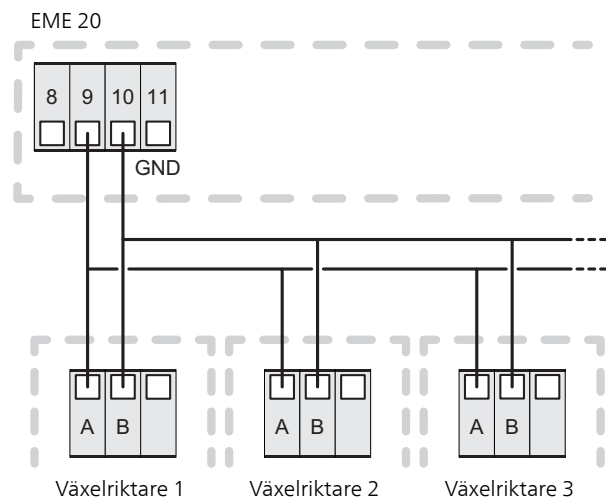 EME 20
8 9 10 11
GND
A B A B A B
Växelriktare 1 Växelriktare 2 Växelriktare 3